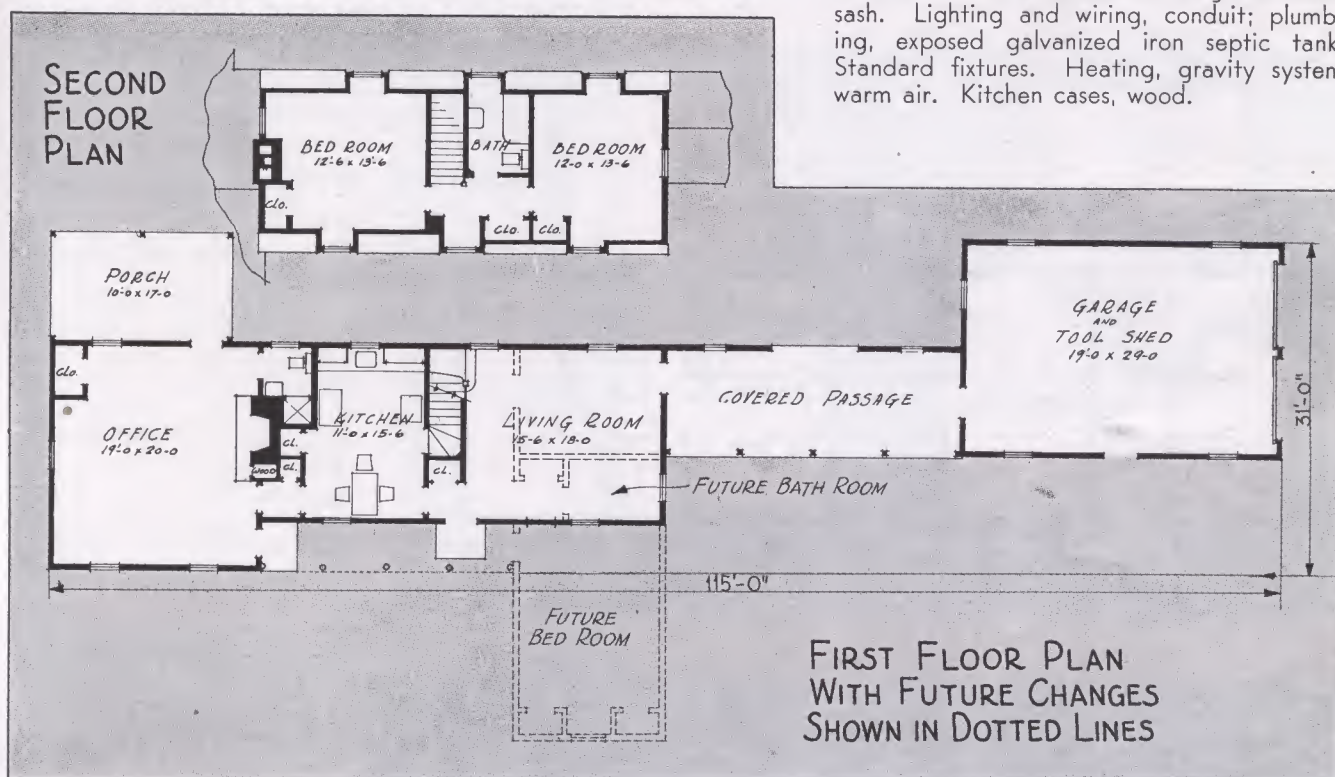 sash. Lighting and wiring, conduit; plumb
ing, exposed galvanized iron septic tank
Standard fixtures. Heating, gravity system
warm air. Kitchen cases, wood.
SECOND
FLOOR
PLAN
BED ROOM
12'-6 x 13'-6
BATH
BED ROOM
12-0 x 13-6
CLO.
CLO.
CLO.
PORCH
10'-0 x 17-0
CLO.
OFFICE
19'-0 x 20-0
WOOD
CL.
CL.
KITCHEN
11'-0 x 15-6
CL.
LIVING ROOM
15-6 x 18-0
FUTURE BATH ROOM
COVERED PASSAGE
GARAGE
AND
TOOL SHED
19'-0 x 29-0
31'-0"
115'-0"
FUTURE
BED ROOM
FIRST FLOOR PLAN
WITH FUTURE CHANGES
SHOWN IN DOTTED LINES